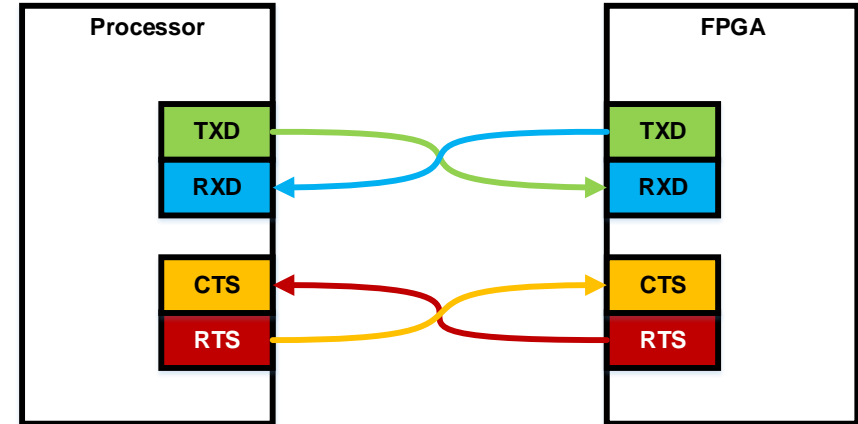 Processor
TXD
RXD
CTS
RTS
FPGA
TXD
RXD
CTS
RTS